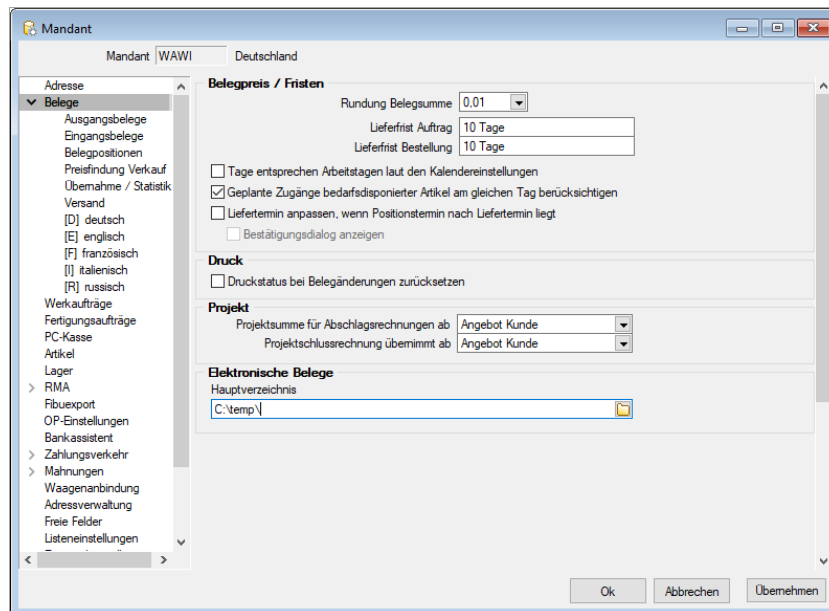 Mandant
Mandant WAWI Deutschland
Adresse
Belege
Ausgangsbelege
Eingangsbelege
Belegpositionen
Preisfindung Verkauf
Übernahme / Statistik
Versand
[D] deutsch
[E] englisch
[F] französisch
[I] italienisch
[R] russisch
Werkaufträge
Fertigungsaufträge
PC-Kasse
Artikel
Lager
RMA
Fibuexport
OP-Einstellungen
Bankassistent
Zahlungsverkehr
Mahnungen
Waagenanbindung
Adressverwaltung
Freie Felder
Listeneinstellungen
Belegpreis / Fristen
Rundung Belegsumme 0,01
Lieferfrist Auftrag 10 Tage
Lieferfrist Bestellung 10 Tage
Tage entsprechen Arbeitstagen laut den Kalendereinstellungen
Geplante Zugänge bedarfsdisponierter Artikel am gleichen Tag berücksichtigen
Liefertermin anpassen, wenn Positionstermin nach Liefertermin liegt
Bestätigungsdialog anzeigen
Druck
Druckstatus bei Belegänderungen zurücksetzen
Projekt
Projektsumme für Abschlagsrechnungen ab Angebot Kunde
Projektschlussrechnung übernimmt ab Angebot Kunde
Elektronische Belege
Hauptverzeichnis
C:\temp\
Ok Abbrechen Übernehmen